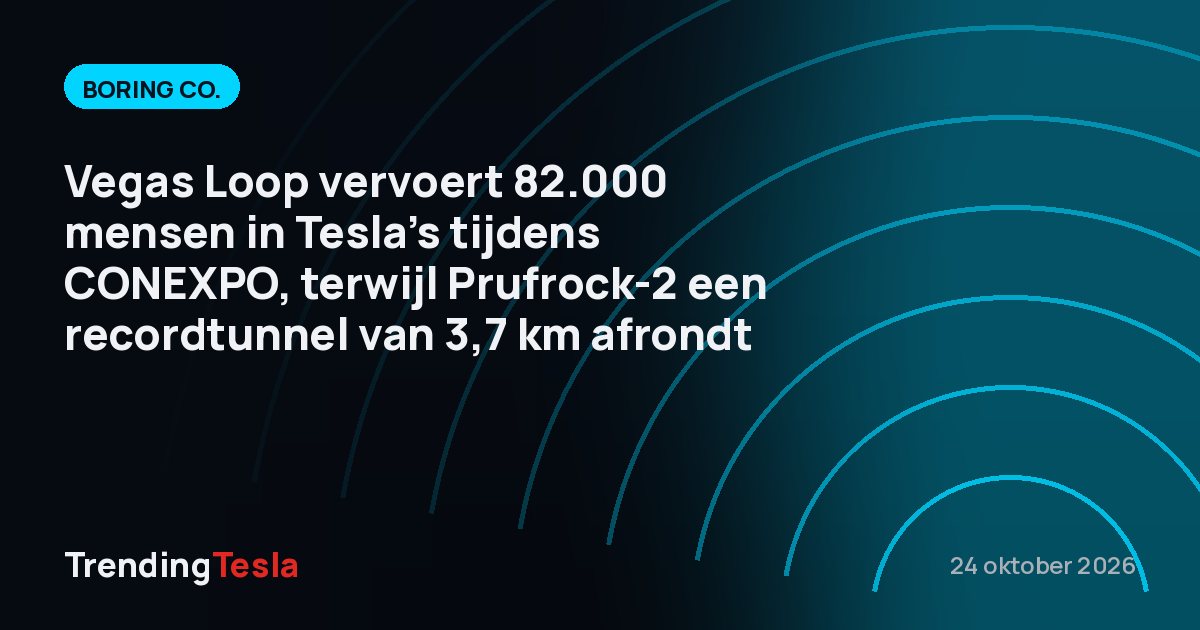 BORING CO.
Vegas Loop vervoert 82.000
mensen in Tesla’s tijdens
CONEXPO, terwijl Prufrock-2 een
recordtunnel van 3,7 km afrondt
TrendingTesla
24 oktober 2026